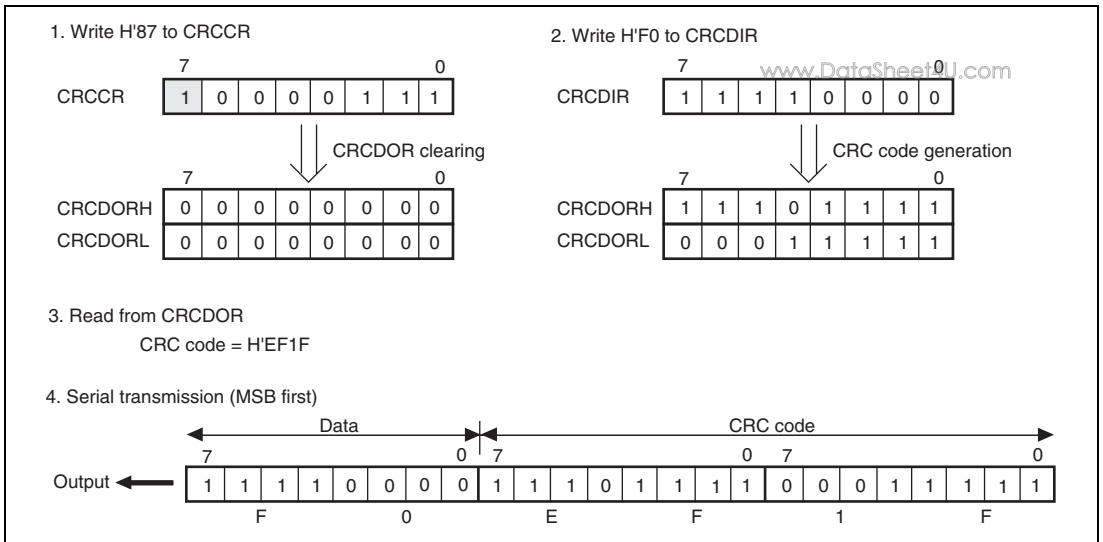 1. Write H'87 to CRCCR
7 0
CRCCR 1 0 0 0 0 1 1 1
CRCDOR clearing
7 0
CRCDORH 0 0 0 0 0 0 0 0
CRCDORL 0 0 0 0 0 0 0 0
2. Write H'F0 to CRCDIR
www.DataSheet4U.com
7 0
CRCDIR 1 1 1 1 0 0 0 0
CRC code generation
7 0
CRCDORH 1 1 1 0 1 1 1 1
CRCDORL 0 0 0 1 1 1 1 1
3. Read from CRCDOR
CRC code = H'EF1F
4. Serial transmission (MSB first)
Data CRC code
7 0 7 0 7 0
Output 1 1 1 1 0 0 0 0 1 1 1 0 1 1 1 1 0 0 0 1 1 1 1 1
F 0 E F 1 F